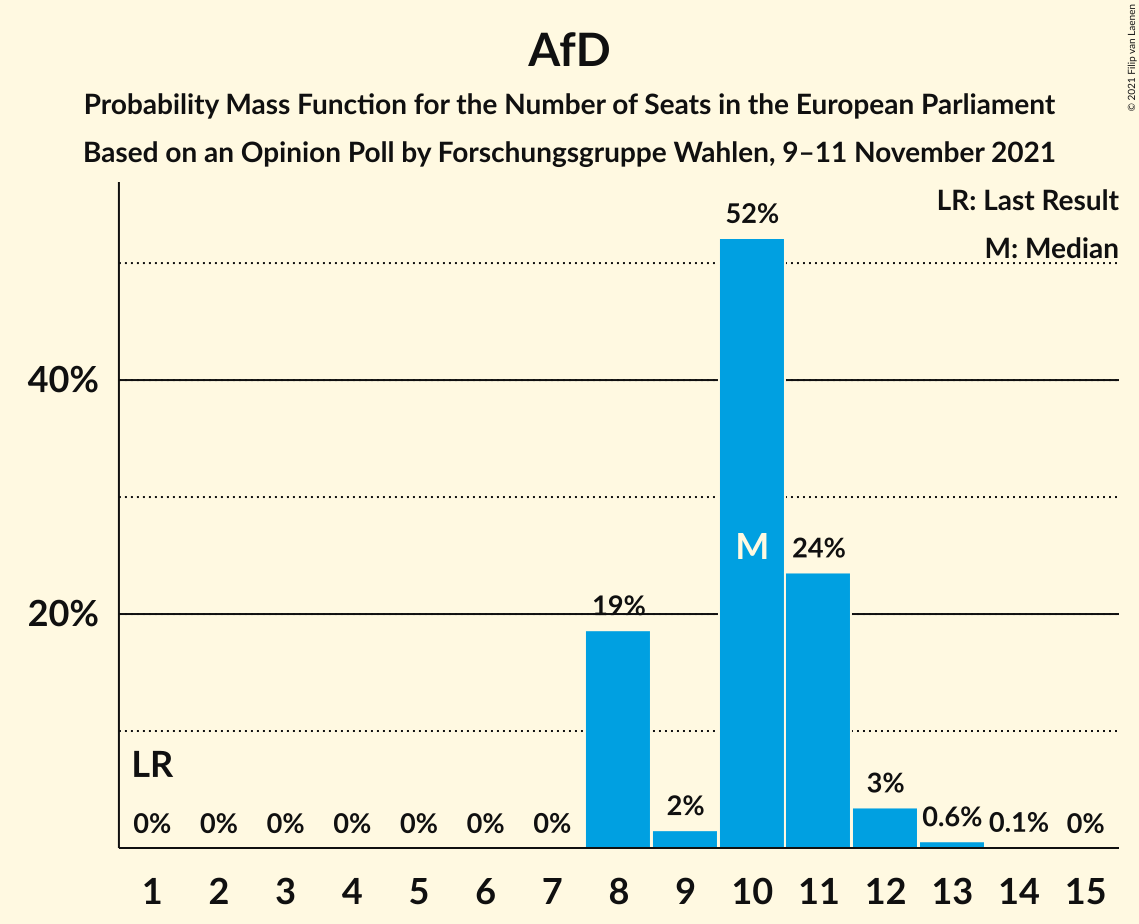 AfD
Probability Mass Function for the Number of Seats in the European Parliament
Based on an Opinion Poll by Forschungsgruppe Wahlen, 9–11 November 2021
© 2021 Filip van Laenen
LR: Last Result
M: Median
52%
40%
M
24%
20%
19%
LR
0%
0%
0%
0%
0%
0%
0%
2%
3%
0.6%
0.1%
0%
1 2 3 4 5 6 7 8 9 10 11 12 13 14 15